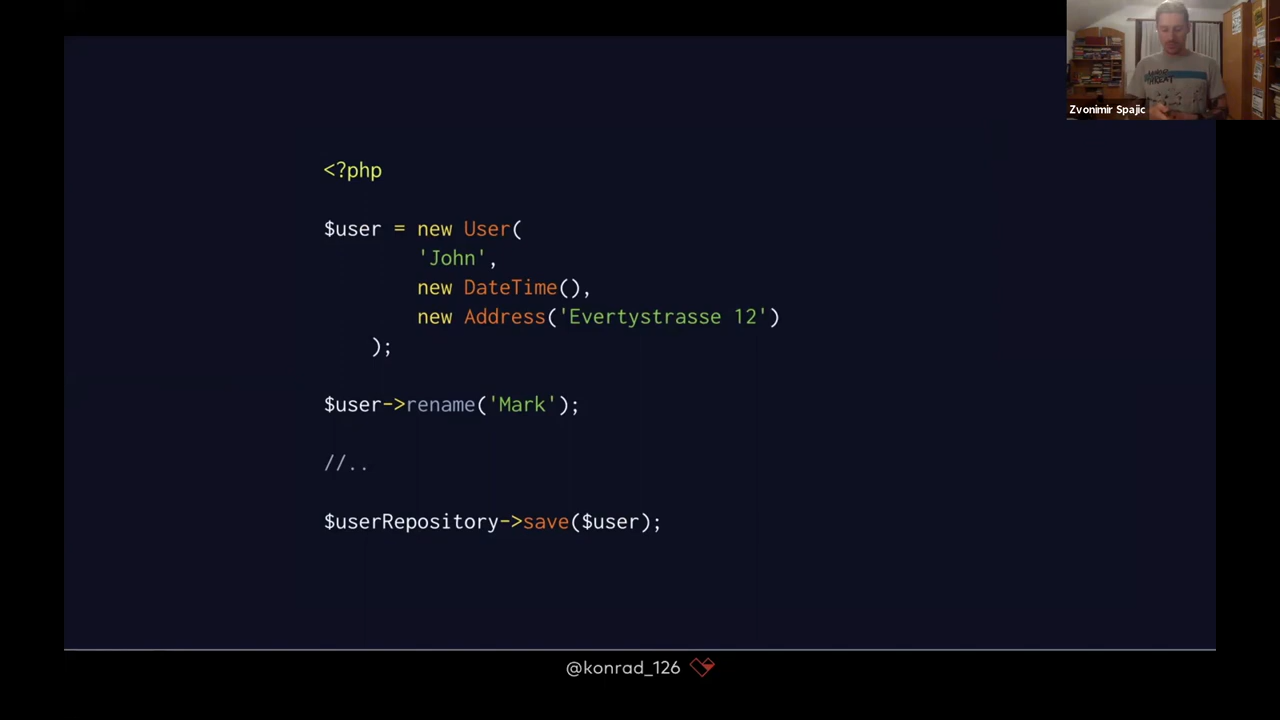 Zvonimir Spajic
<?php
$user = new User(
'John',
new DateTime(),
new Address('Evertystrasse 12')
);
$user->rename('Mark');
//..
$userRepository->save($user);
@konrad_126